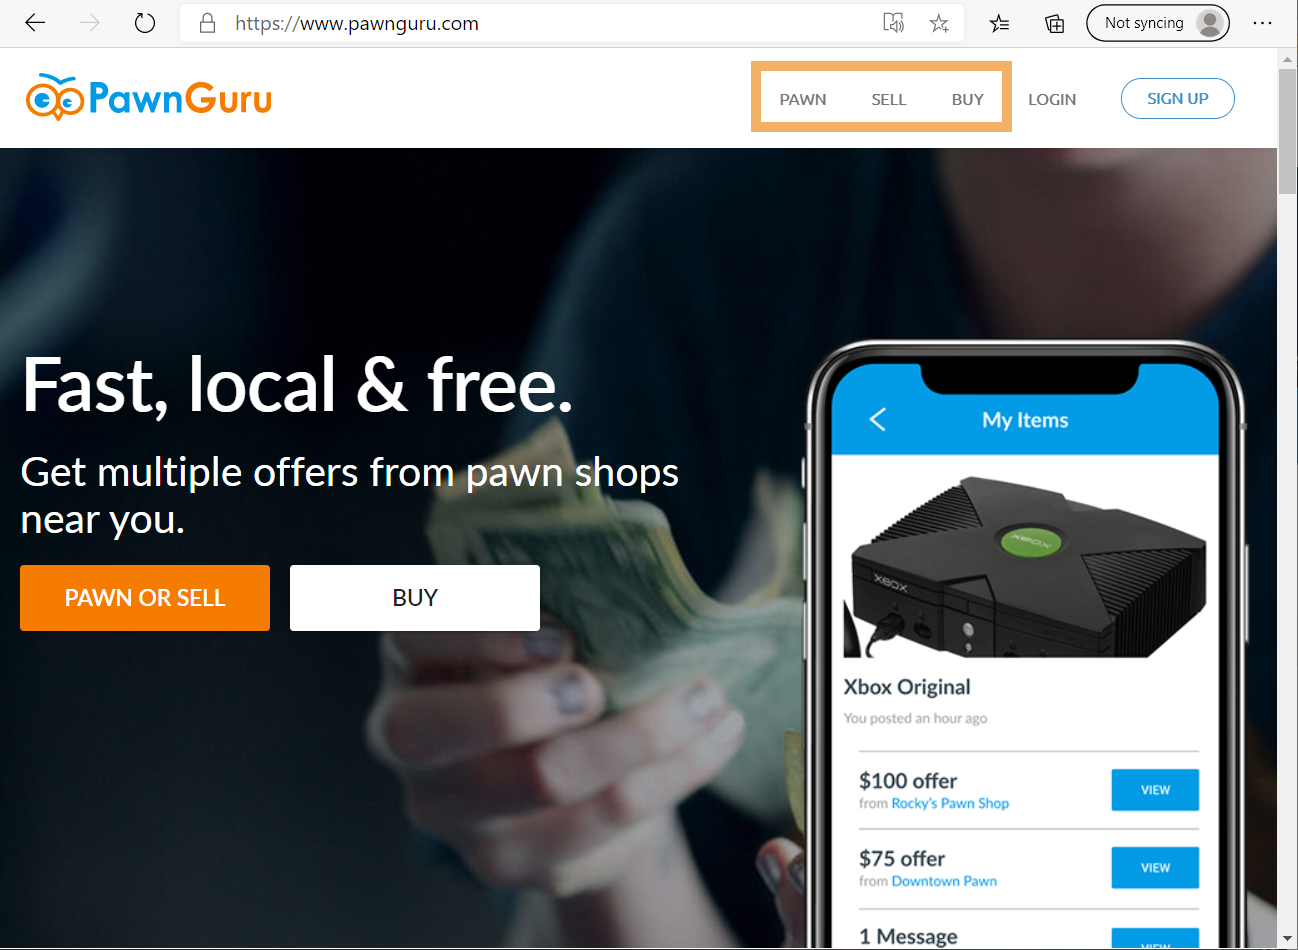 https://www.pawnguru.com
Not syncing
PawnGuru
PAWN SELL BUY LOGIN SIGN UP
Fast, local & free.
Get multiple offers from pawn shops
near you.
PAWN OR SELL BUY
My Items
XBOX
XBOX
Xbox Original
You posted an hour ago
$100 offer
from Rocky's Pawn Shop
VIEW
$75 offer
from Downtown Pawn
VIEW
1 Message
VIEW